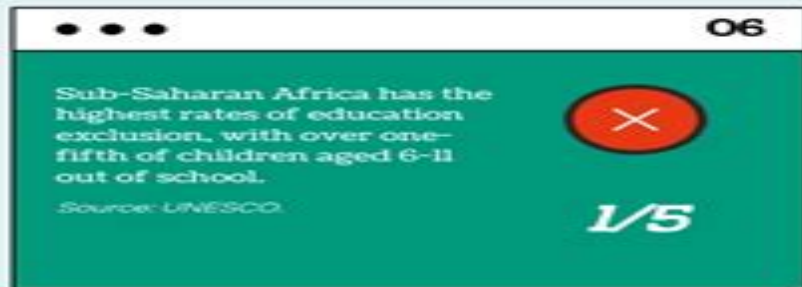 06
Sub-Saharan Africa has the
highest rates of education
exclusion, with over one-
fifth of children aged 6-11
out of school.
Source: UNESCO.
1/5